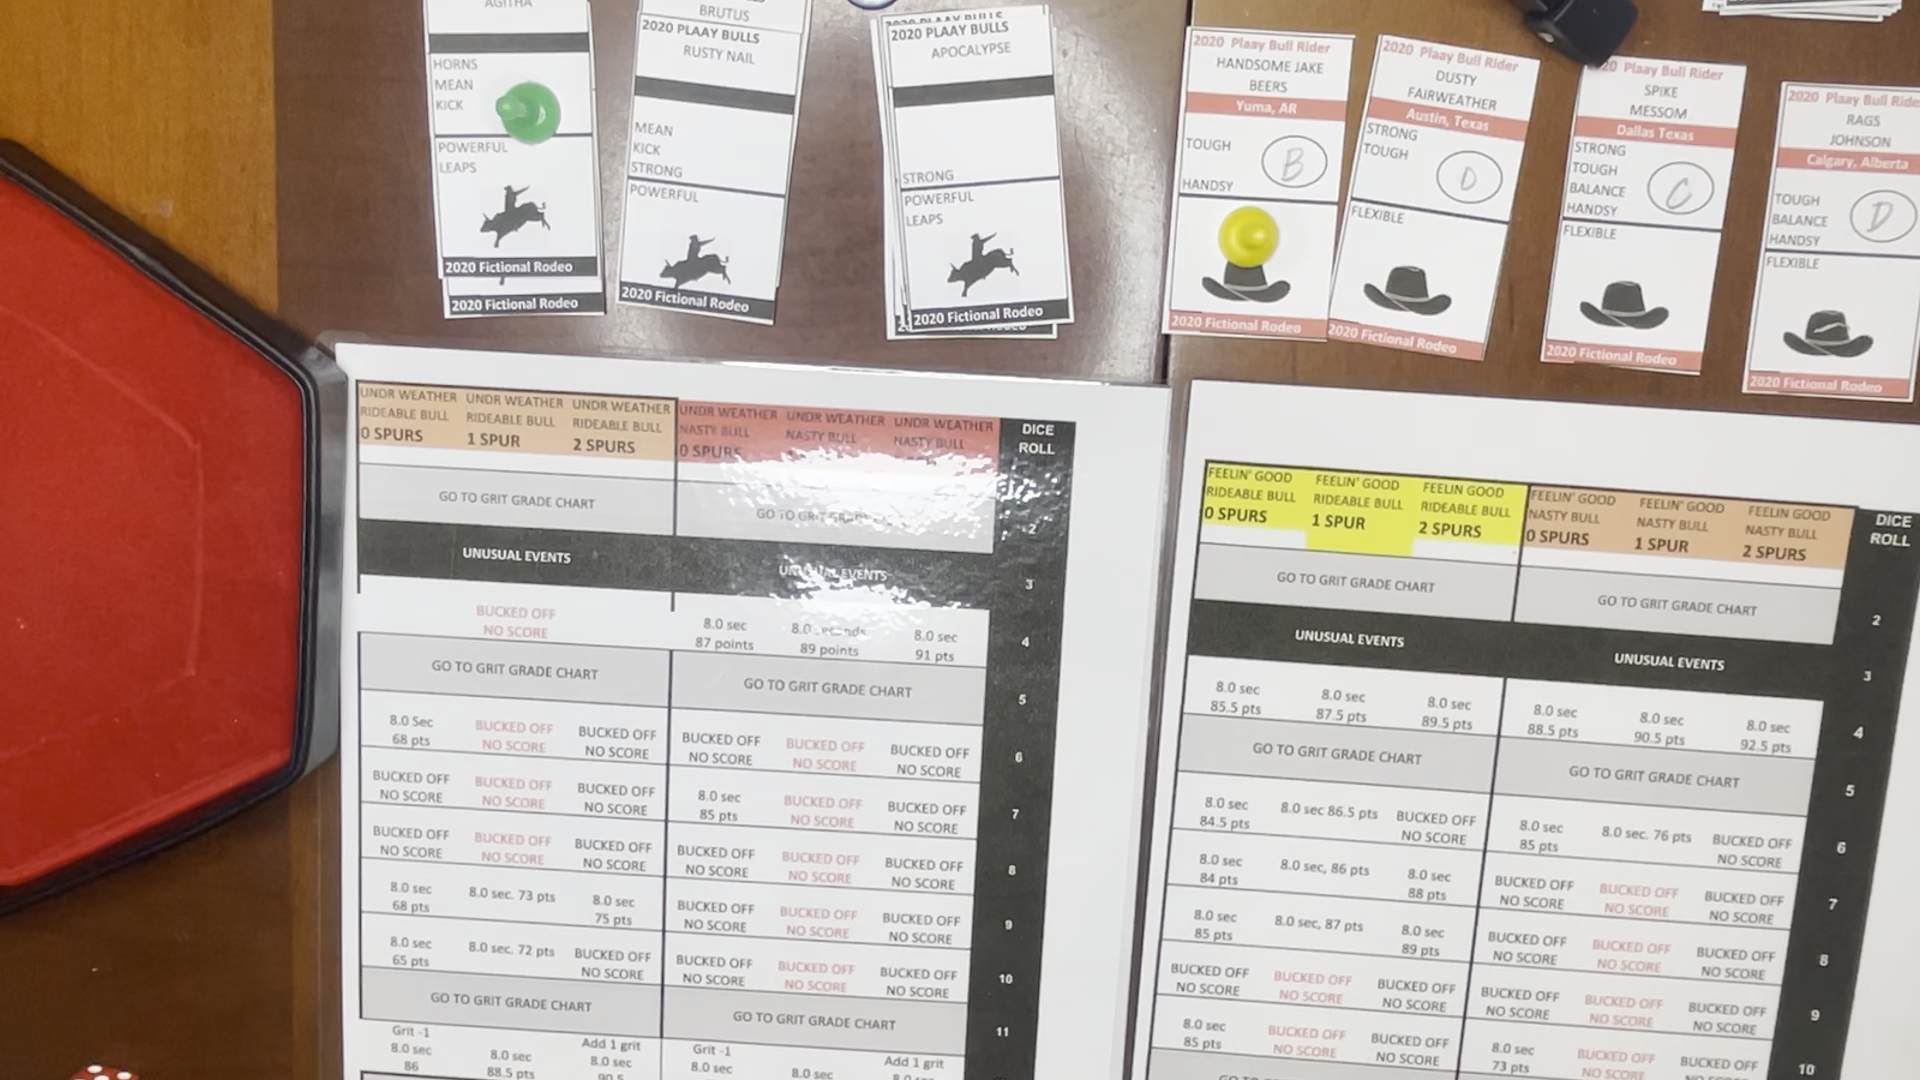 AGITHA
HORNS
MEAN
KICK
POWERFUL
LEAPS
2020 Fictional Rodeo
2020 Fictional Rodeo
BRUTUS
2020 PLAAY BULLS
RUSTY NAIL
MEAN
KICK
STRONG
POWERFUL
2020 Fictional Rodeo
2020 PLAAY BULLS
2020 PLAAY BULLS
APOCALYPSE
STRONG
POWERFUL
LEAPS
2020 Fictional Rodeo
2020 Plaay Bull Rider
HANDSOME JAKE
BEERS
Yuma, AR
TOUGH
B
HANDSY
2020 Fictional Rodeo
2020 Plaay Bull Rider
DUSTY
FAIRWEATHER
Austin, Texas
STRONG
TOUGH
D
FLEXIBLE
2020 Fictional Rodeo
20 Plaay Bull Rider
SPIKE
MESSOM
Dallas Texas
STRONG
TOUGH
BALANCE
HANDSY
C
FLEXIBLE
2020 Fictional Rodeo
2020 Plaay Bull Ride
RAGS
JOHNSON
Calgary, Alberta
TOUGH
BALANCE
HANDSY
D
FLEXIBLE
2020 Fictional Rodeo
UNDR WEATHER UNDR WEATHER UNDR WEATHER UNDR WEATHER UNDR WEATHER UNDR WEATHER DICE
RIDEABLE BULL RIDEABLE BULL RIDEABLE BULL NASTY BULL NASTY BULL NASTY BULL ROLL
0 SPURS 1 SPUR 2 SPURS 0 SPURS
GO TO GRIT GRADE CHART GO TO GRIT GRADE 2
UNUSUAL EVENTS UNUSUAL EVENTS 3
BUCKED OFF 8.0 sec 8.0 seconds 8.0 sec
NO SCORE 87 points 89 points 91 pts 4
GO TO GRIT GRADE CHART GO TO GRIT GRADE CHART 5
8.0 Sec BUCKED OFF BUCKED OFF BUCKED OFF BUCKED OFF BUCKED OFF
68 pts NO SCORE NO SCORE NO SCORE NO SCORE NO SCORE 6
BUCKED OFF BUCKED OFF BUCKED OFF 8.0 sec BUCKED OFF BUCKED OFF
NO SCORE NO SCORE NO SCORE 85 pts NO SCORE NO SCORE 7
BUCKED OFF BUCKED OFF BUCKED OFF BUCKED OFF BUCKED OFF BUCKED OFF
NO SCORE NO SCORE NO SCORE NO SCORE NO SCORE NO SCORE 8
8.0 sec 8.0 sec. 73 pts 8.0 sec BUCKED OFF BUCKED OFF BUCKED OFF
68 pts 75 pts NO SCORE NO SCORE NO SCORE 9
8.0 sec 8.0 sec. 72 pts BUCKED OFF BUCKED OFF BUCKED OFF BUCKED OFF
65 pts NO SCORE NO SCORE NO SCORE NO SCORE 10
GO TO GRIT GRADE CHART GO TO GRIT GRADE CHART 11
Grit -1 Add 1 grit Grit -1 Add 1 grit
8.0 sec 8.0 sec 8.0 sec 8.0 sec 8.0 sec
86 88.5 pts 90.5
FEELIN' GOOD FEELIN' GOOD FEELIN GOOD FEELIN' GOOD FEELIN' GOOD FEELIN GOOD DICE
RIDEABLE BULL RIDEABLE BULL RIDEABLE BULL NASTY BULL NASTY BULL NASTY BULL ROLL
0 SPURS 1 SPUR 2 SPURS 0 SPURS 1 SPUR 2 SPURS
GO TO GRIT GRADE CHART GO TO GRIT GRADE CHART 2
UNUSUAL EVENTS UNUSUAL EVENTS 3
8.0 sec 8.0 sec 8.0 sec 8.0 sec 8.0 sec 8.0 sec
85.5 pts 87.5 pts 89.5 pts 88.5 pts 90.5 pts 92.5 pts 4
GO TO GRIT GRADE CHART GO TO GRIT GRADE CHART 5
8.0 sec 8.0 sec 86.5 pts BUCKED OFF 8.0 sec 8.0 sec. 76 pts BUCKED OFF
84.5 pts NO SCORE 85 pts NO SCORE 6
8.0 sec 8.0 sec, 86 pts 8.0 sec BUCKED OFF BUCKED OFF BUCKED OFF
84 pts 88 pts NO SCORE NO SCORE NO SCORE 7
8.0 sec 8.0 sec, 87 pts 8.0 sec BUCKED OFF BUCKED OFF BUCKED OFF
85 pts 89 pts NO SCORE NO SCORE NO SCORE 8
BUCKED OFF BUCKED OFF BUCKED OFF BUCKED OFF BUCKED OFF BUCKED OFF
NO SCORE NO SCORE NO SCORE NO SCORE NO SCORE NO SCORE 9
8.0 sec BUCKED OFF BUCKED OFF 8.0 sec BUCKED OFF BUCKED OFF
85 pts NO SCORE NO SCORE 73 pts 10